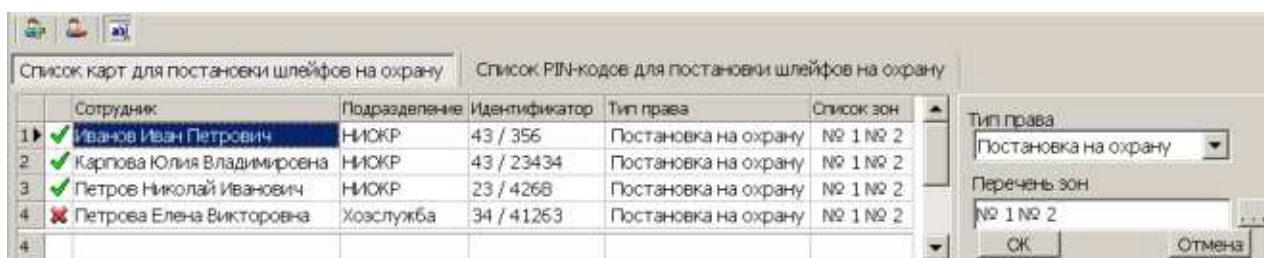 ab
Список карт для постановки шлейфов на охрану Список PIN-кодов для постановки шлейфов на охрану
Сотрудник Подразделение Идентификатор Тип права Список зон
1 Иванов Иван Петрович НИОКР 43 / 356 Постановка на охрану № 1 № 2
2 Карпова Юлия Владимировна НИОКР 43 / 23434 Постановка на охрану № 1 № 2
3 Петров Николай Иванович НИОКР 23 / 4268 Постановка на охрану № 1 № 2
4 Петрова Елена Викторовна Хозслужба 34 / 41263 Постановка на охрану № 1 № 2
4
Тип права
Постановка на охрану
Перечень зон
№ 1 № 2 ...
ОК Отмена